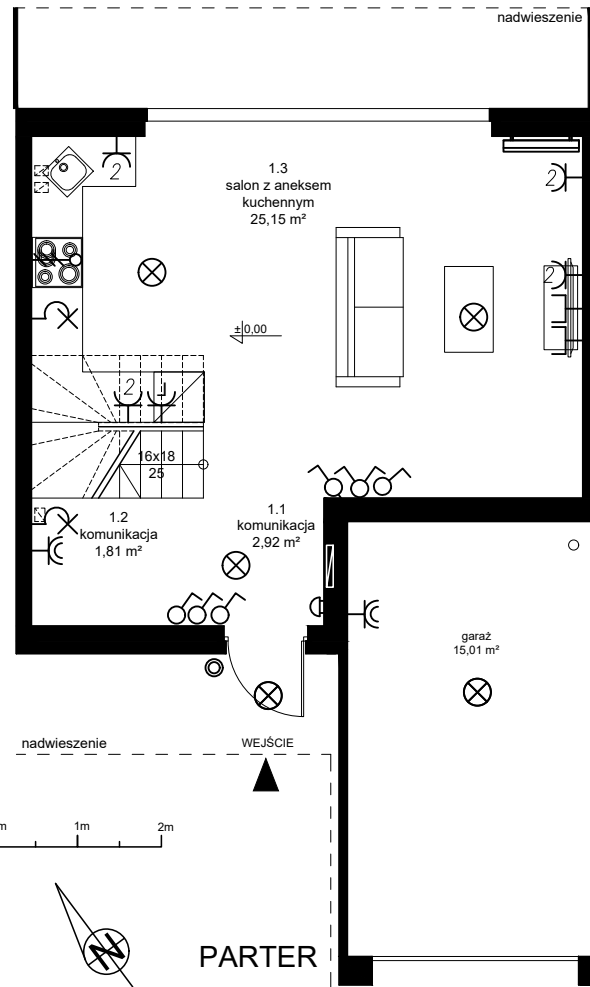 nadwieszenie
1.3
salon z aneksem
kuchennym
25,15 m²
2
2
2
±0,00
2
16x18
25
1.2
komunikacja
1,81 m²
1.1
komunikacja
2,92 m²
garaż
15,01 m²
nadwieszenie
WEJŚCIE
m
1m
2m
N
PARTER